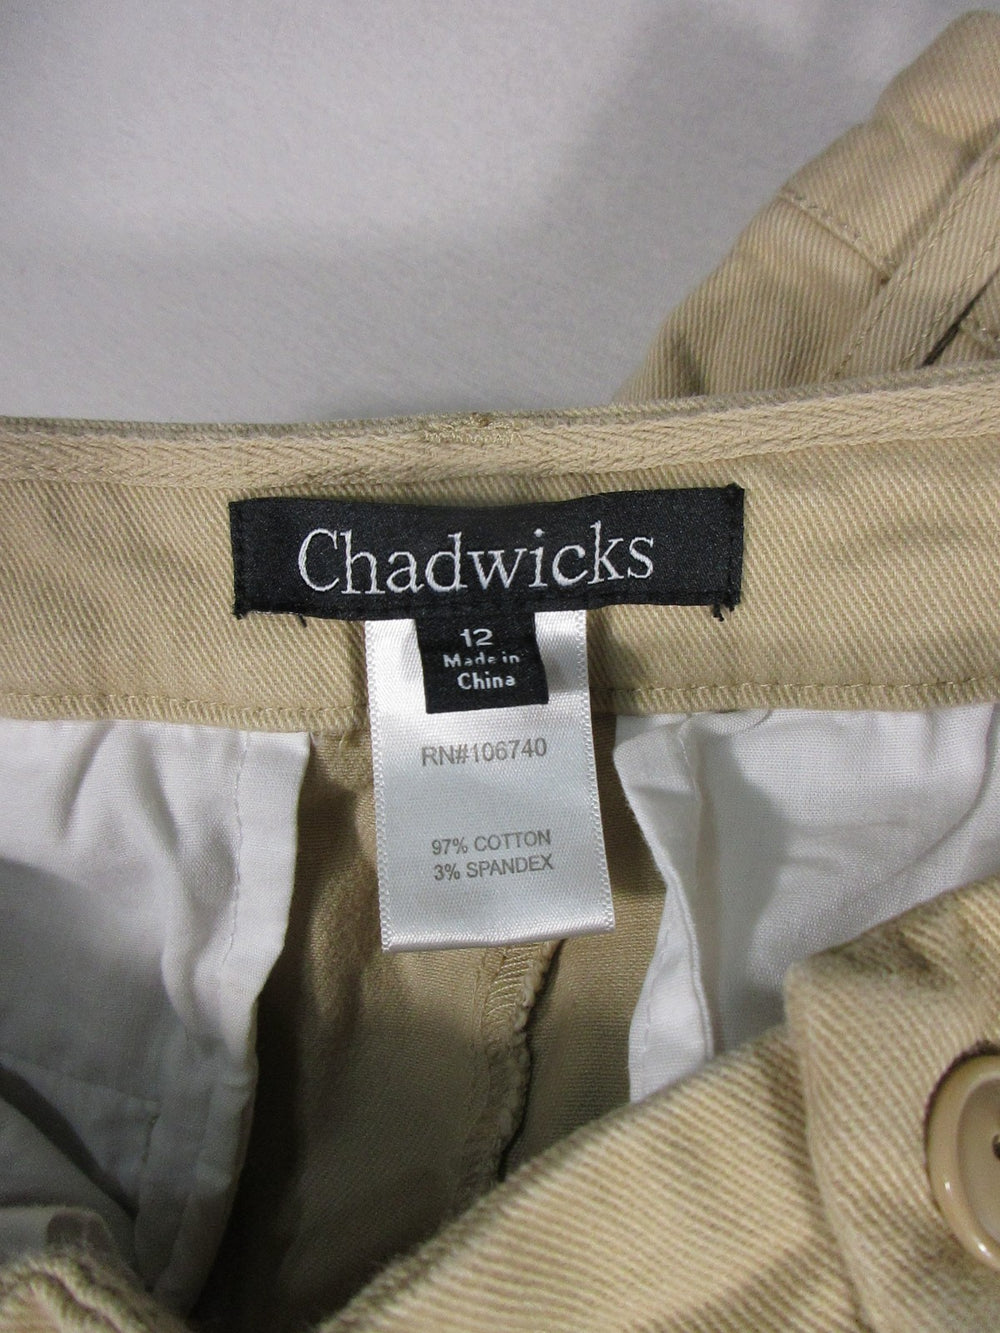 Chadwicks
12
Made in
China
RN#106740
97% COTTON
3% SPANDEX